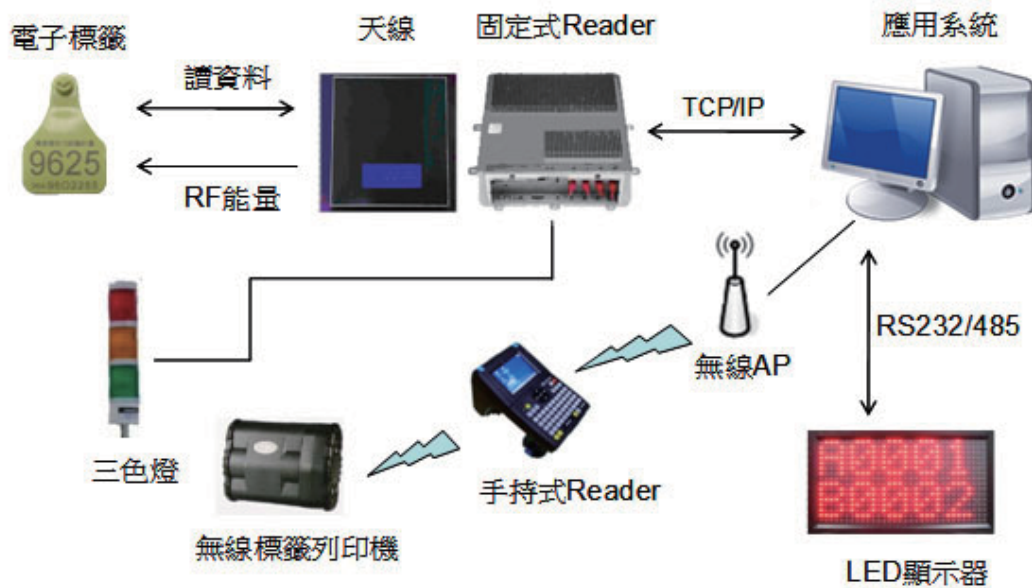 電子標籤
天線
固定式Reader
應用系統
讀資料
TCP/IP
RF能量
9625
RS232/485
無線AP
三色燈
手持式Reader
無線標籤列印機
A0001
B0002
LED顯示器